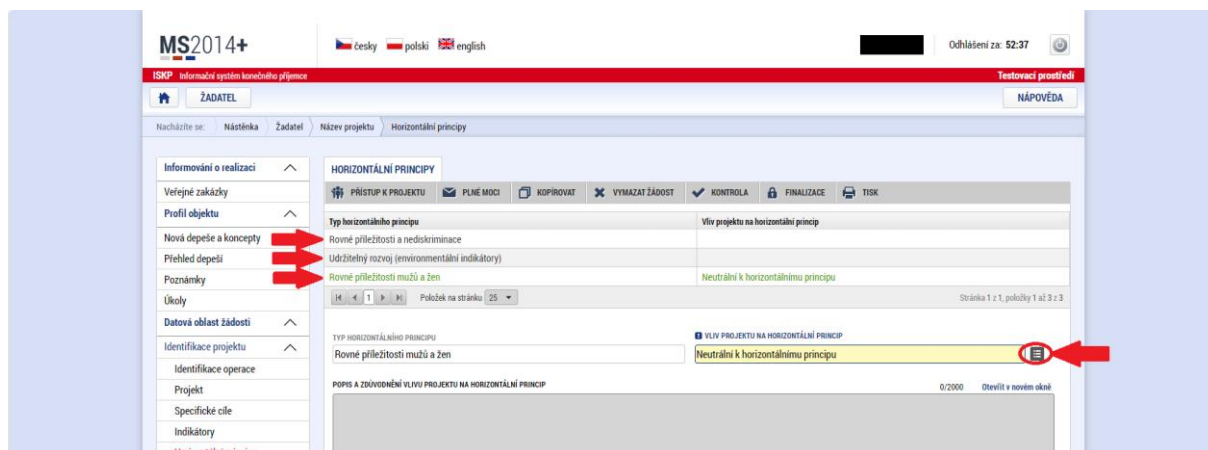 MS2014+ česky polski english Odhlášení za: 52:37
ISKP Informační systém konečného příjemce Testovací prostředí
ŽADATEL NÁPOVĚDA
Nacházíte se: Nástěnka Žadatel Název projektu Horizontální principy
Informování o realizaci
Veřejné zakázky
Profil objektu
Nová depeše a koncepty
Přehled depeší
Poznámky
Úkoly
Datová oblast žádosti
Identifikace projektu
Identifikace operace
Projekt
Specifické cíle
Indikátory
HORIZONTÁLNÍ PRINCIPY
PŘÍSTUP K PROJEKTU PLNÉ MOCI KOPÍROVAT VYMAZAT ŽÁDOST KONTROLA FINALIZACE TISK
Typ horizontálního principu Vliv projektu na horizontální princip
Rovné příležitosti a nediskriminace
Udržitelný rozvoj (environmentální indikátory)
Rovné příležitosti mužů a žen Neutrální k horizontálnímu principu
1 Položek na stránku 25 Stránka 1 z 1, položky 1 až 3 z 3
TYP HORIZONTÁLNÍHO PRINCIPU VLIV PROJEKTU NA HORIZONTÁLNÍ PRINCIP
Rovné příležitosti mužů a žen Neutrální k horizontálnímu principu
POPIS A ZDŮVODNĚNÍ VLIVU PROJEKTU NA HORIZONTÁLNÍ PRINCIP 0/2000 Otevřít v novém okně